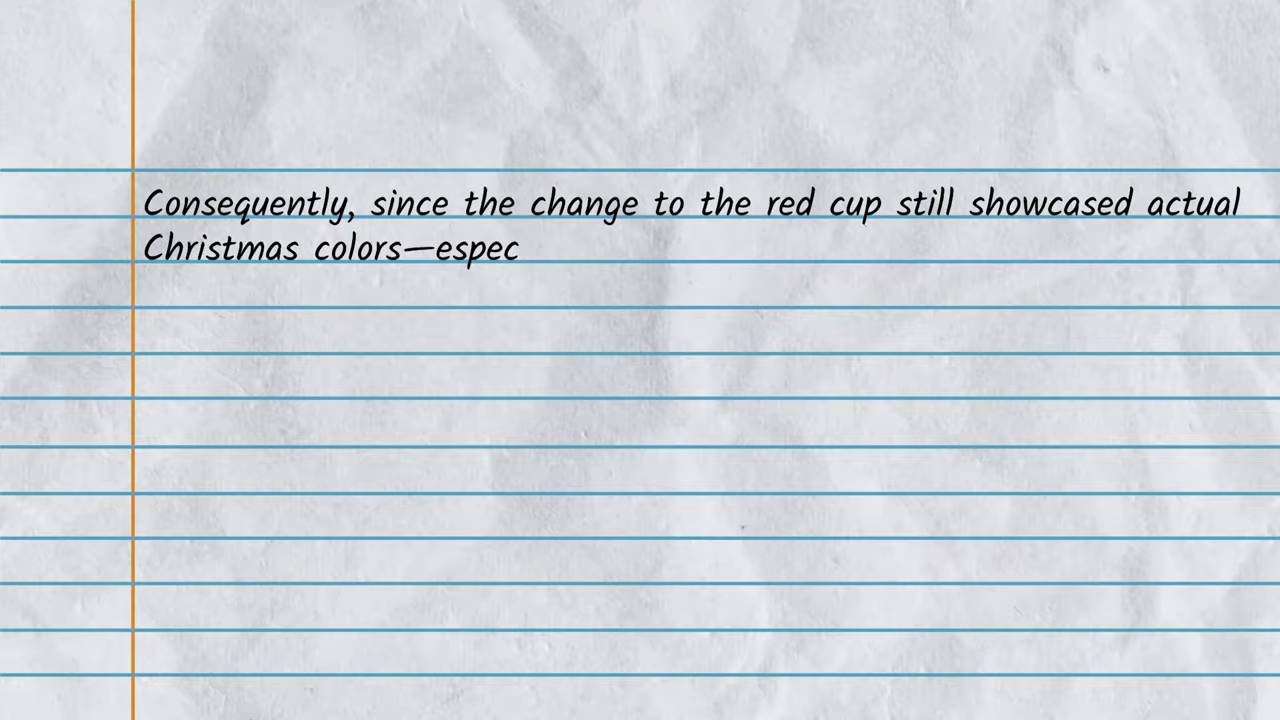 Consequently, since the change to the red cup still showcased actual
Christmas colors—espec